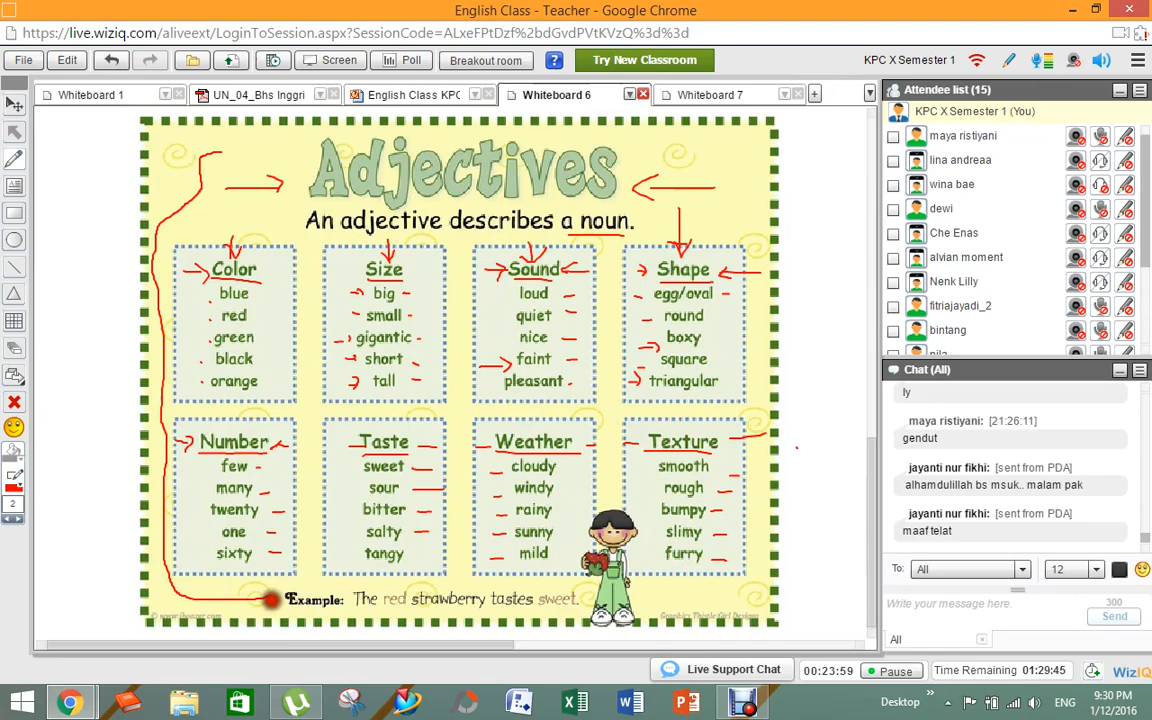 English Class - Teacher - Google Chrome
https://live.wiziq.com/aliveext/LoginToSession.aspx?SessionCode=ALxeFPtDzf%2bdGvdPVtKVzQ%3d%3d
File Edit Screen Poll Breakout room ? Try New Classroom KPC X Semester 1
Whiteboard 1 UN_04_Bhs Inggri English Class KPC Whiteboard 6 Whiteboard 7
Attendee list (15)
KPC X Semester 1 (You)
maya ristiyani
lina andreaa
wina bae
dewi
Che Enas
alvian moment
Nenk Lilly
fitriajayadi_2
bintang
Adjectives
An adjective describes a noun.
Color
blue
red
green
black
orange
Size
big
small
gigantic
short
tall
Sound
loud
quiet
nice
faint
pleasant
Shape
egg/oval
round
boxy
square
triangular
Number
few
many
twenty
one
sixty
Taste
sweet
sour
bitter
salty
tangy
Weather
cloudy
windy
rainy
sunny
mild
Texture
smooth
rough
bumpy
slimy
furry
Example: The red strawberry tastes sweet.
Graphics Thistle Girl Designs
2
Chat (All)
ly
maya ristiyani: [21:26:11]
gendut
jayanti nur fikhi: [sent from PDA]
alhamdulillah bs msuk.. malam pak
jayanti nur fikhi: [sent from PDA]
maaf telat
To: All 12
Write your message here. 300
Send
All
Live Support Chat 00:23:59 Pause Time Remaining 01:29:45 WizIQ
Desktop ENG 9:30 PM
1/12/2016